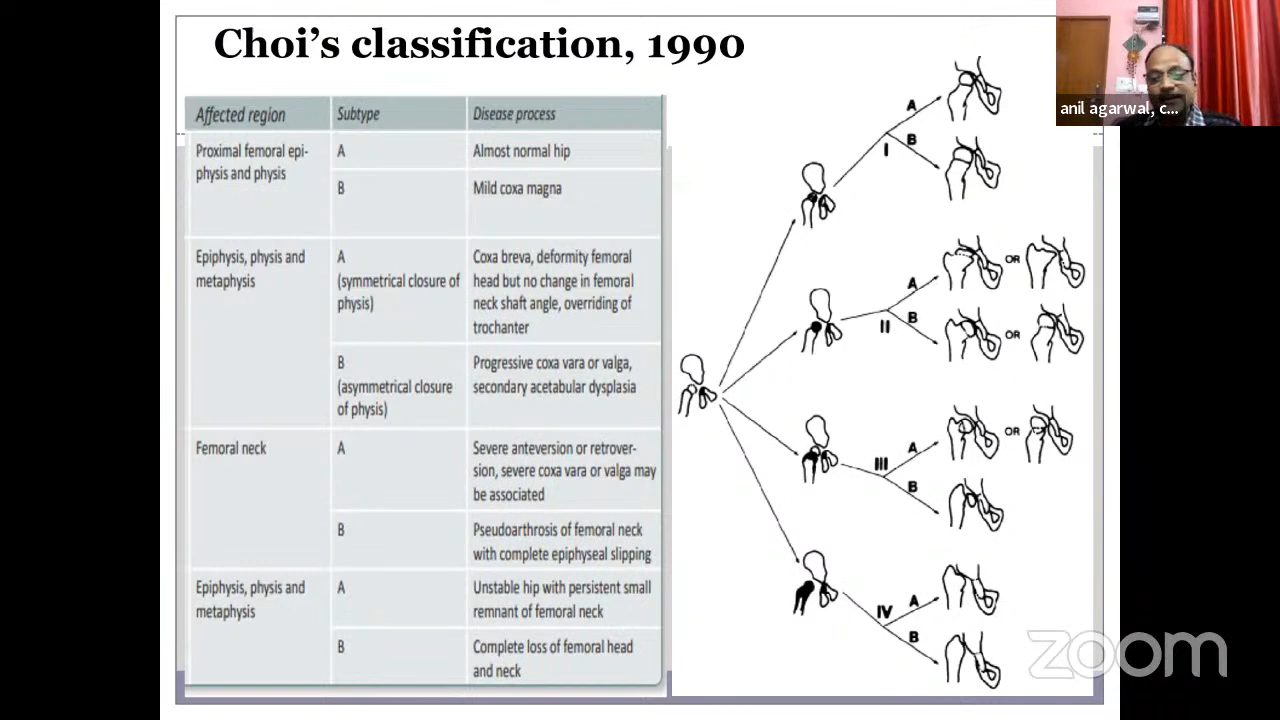 Choi's classification, 1990
anil agarwal, c...
Affected region
Subtype
Disease process
Proximal femoral epi-
physis and physis
A
Almost normal hip
B
Mild coxa magna
Epiphysis, physis and
metaphysis
A
(symmetrical closure of
physis)
Coxa breva, deformity femoral
head but no change in femoral
neck shaft angle, overriding of
trochanter
B
(asymmetrical closure
of physis)
Progressive coxa vara or valga,
secondary acetabular dysplasia
Femoral neck
A
Severe anteversion or retrover-
sion, severe coxa vara or valga may
be associated
B
Pseudoarthrosis of femoral neck
with complete epiphyseal slipping
Epiphysis, physis and
metaphysis
A
Unstable hip with persistent small
remnant of femoral neck
B
Complete loss of femoral head
and neck
A
B
I
A
OR
B
II
OR
A
OR
III
B
IV
A
B
zoom